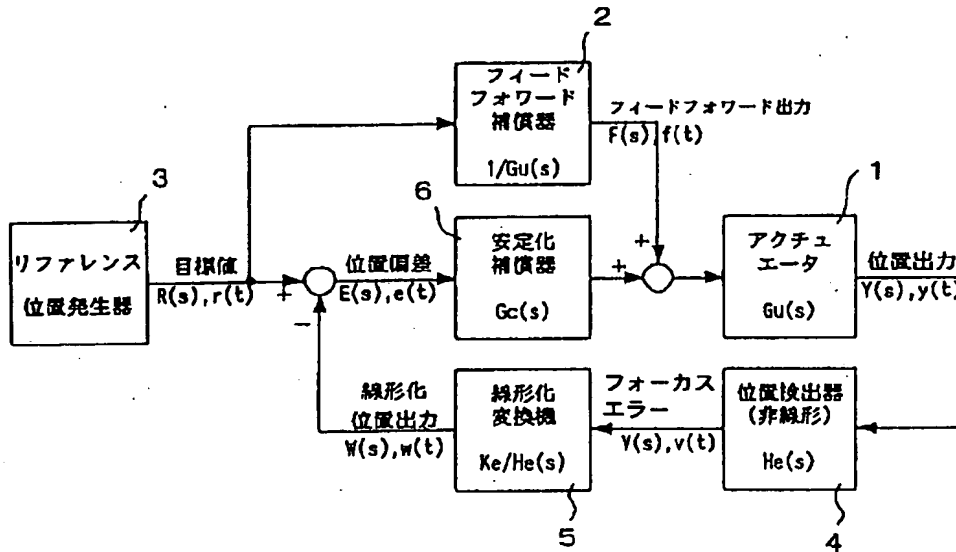 2
フィード
フォワード
補償器
1/Gu(s)
フィードフォワード出力
F(s),f(t)
3
リファレンス
位置発生器
目標値
R(s),r(t)
+
−
位置偏差
E(s),e(t)
6
安定化
補償器
Gc(s)
+
+
1
アクチュ
エータ
Gu(s)
位置出力
Y(s),y(t)
線形化
位置出力
W(s),w(t)
線形化
変換機
Ke/He(s)
5
フォーカス
エラー
V(s),v(t)
位置検出器
(非線形)
He(s)
4